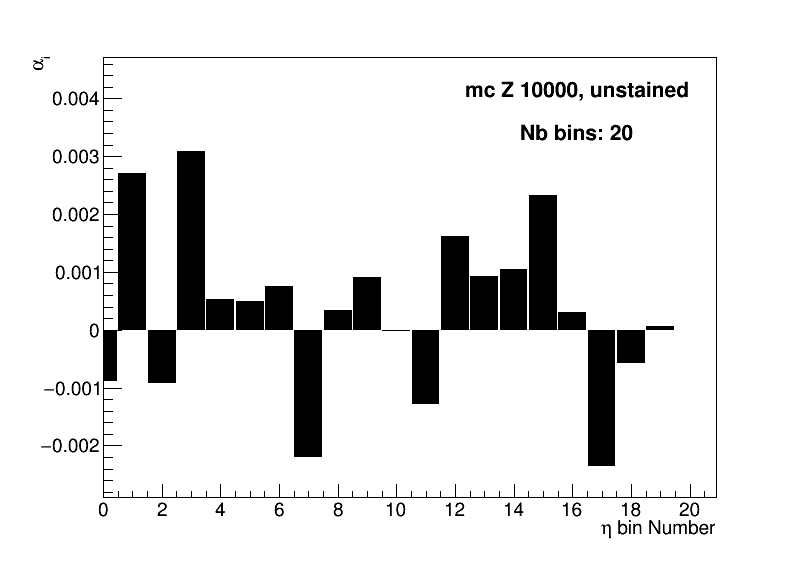 αi
mc Z 10000, unstained
Nb bins: 20
0.004
0.003
0.002
0.001
0
−0.001
−0.002
0 2 4 6 8 10 12 14 16 18 20
η bin Number